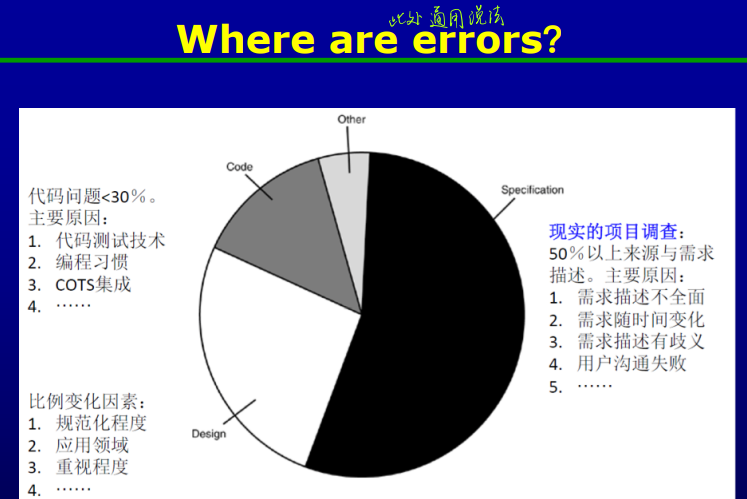 此处通用说法
Where are errors?
Other
Code
Specification
代码问题<30%。
主要原因：
1. 代码测试技术
2. 编程习惯
3. COTS集成
4. ……
现实的项目调查：
50%以上来源与需求
描述。主要原因：
1. 需求描述不全面
2. 需求随时间变化
3. 需求描述有歧义
4. 用户沟通失败
5. ……
比例变化因素：
1. 规范化程度
2. 应用领域
3. 重视程度
4. ……
Design